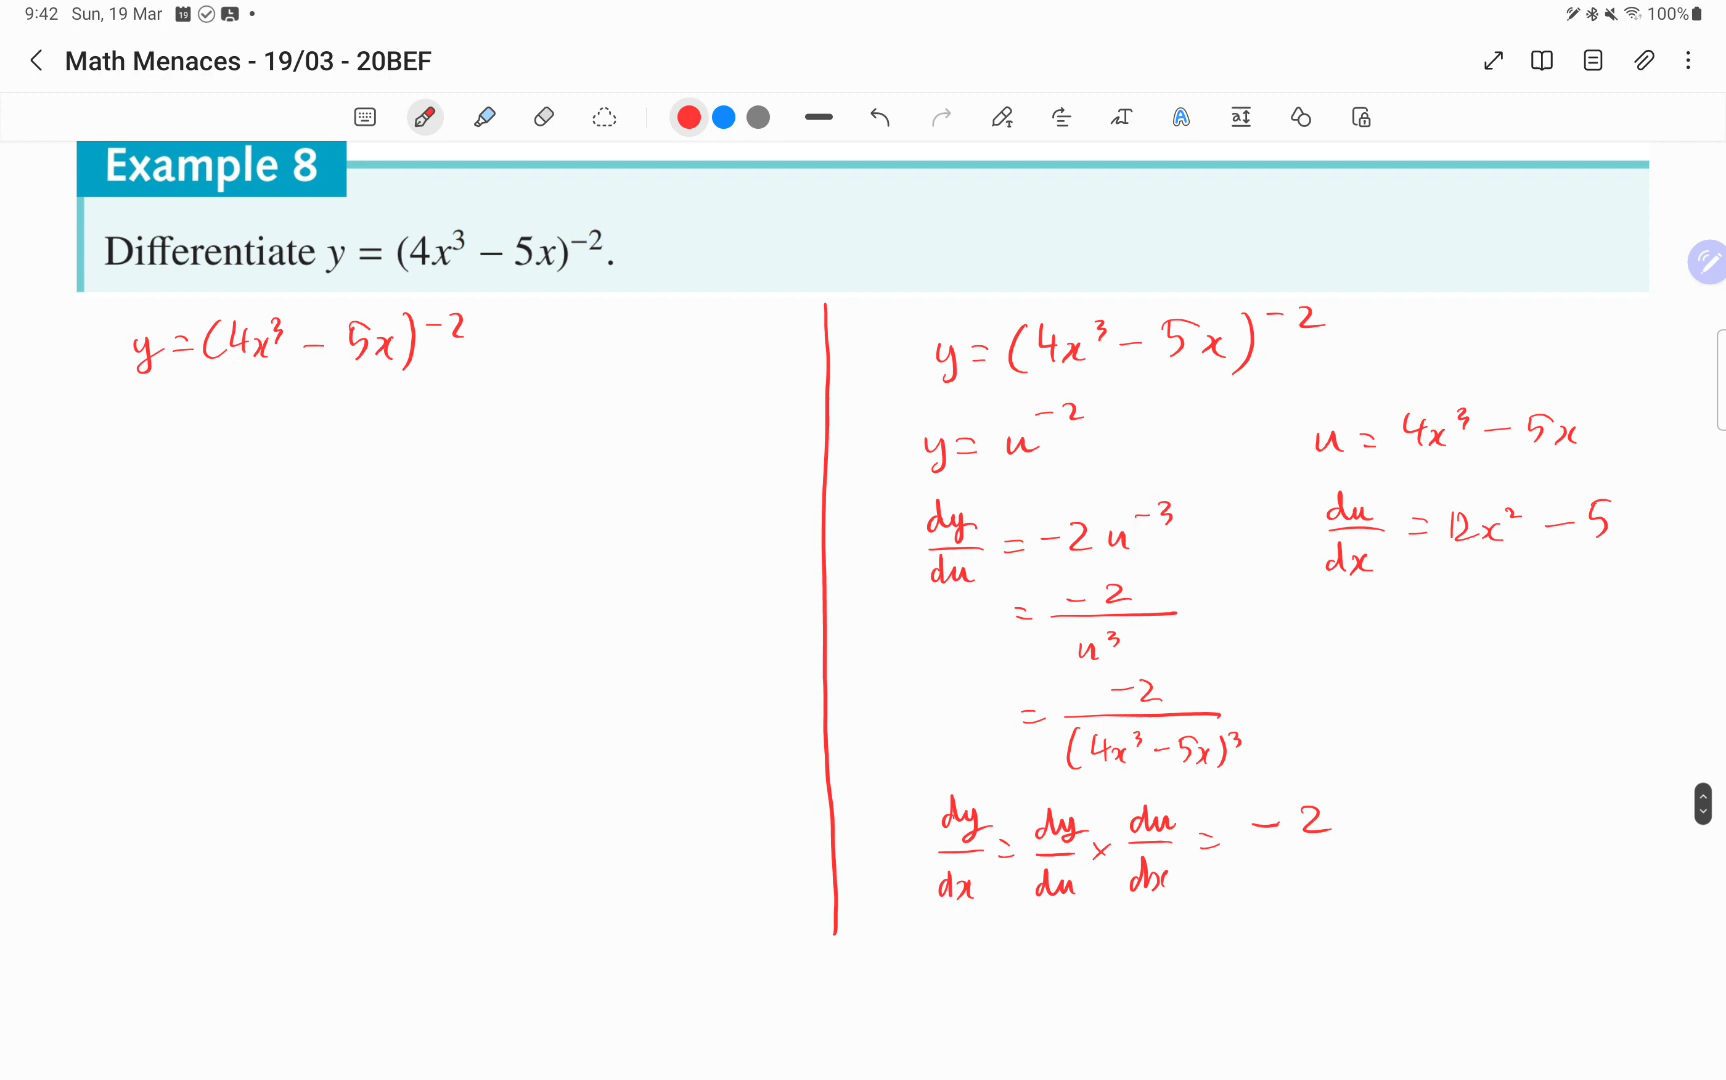 9:42 Sun, 19 Mar 19 100%
Math Menaces - 19/03 - 20BEF
Example 8
Differentiate y = (4x³ − 5x)⁻².
y = (4x³ − 5x)⁻²
y = (4x³ − 5x)⁻²
y = u⁻²
u = 4x³ − 5x
dy/du = −2u⁻³
du/dx = 12x² − 5
= −2/u³
= −2/(4x³ − 5x)³
dy/dx = dy/du × du/dx = −2